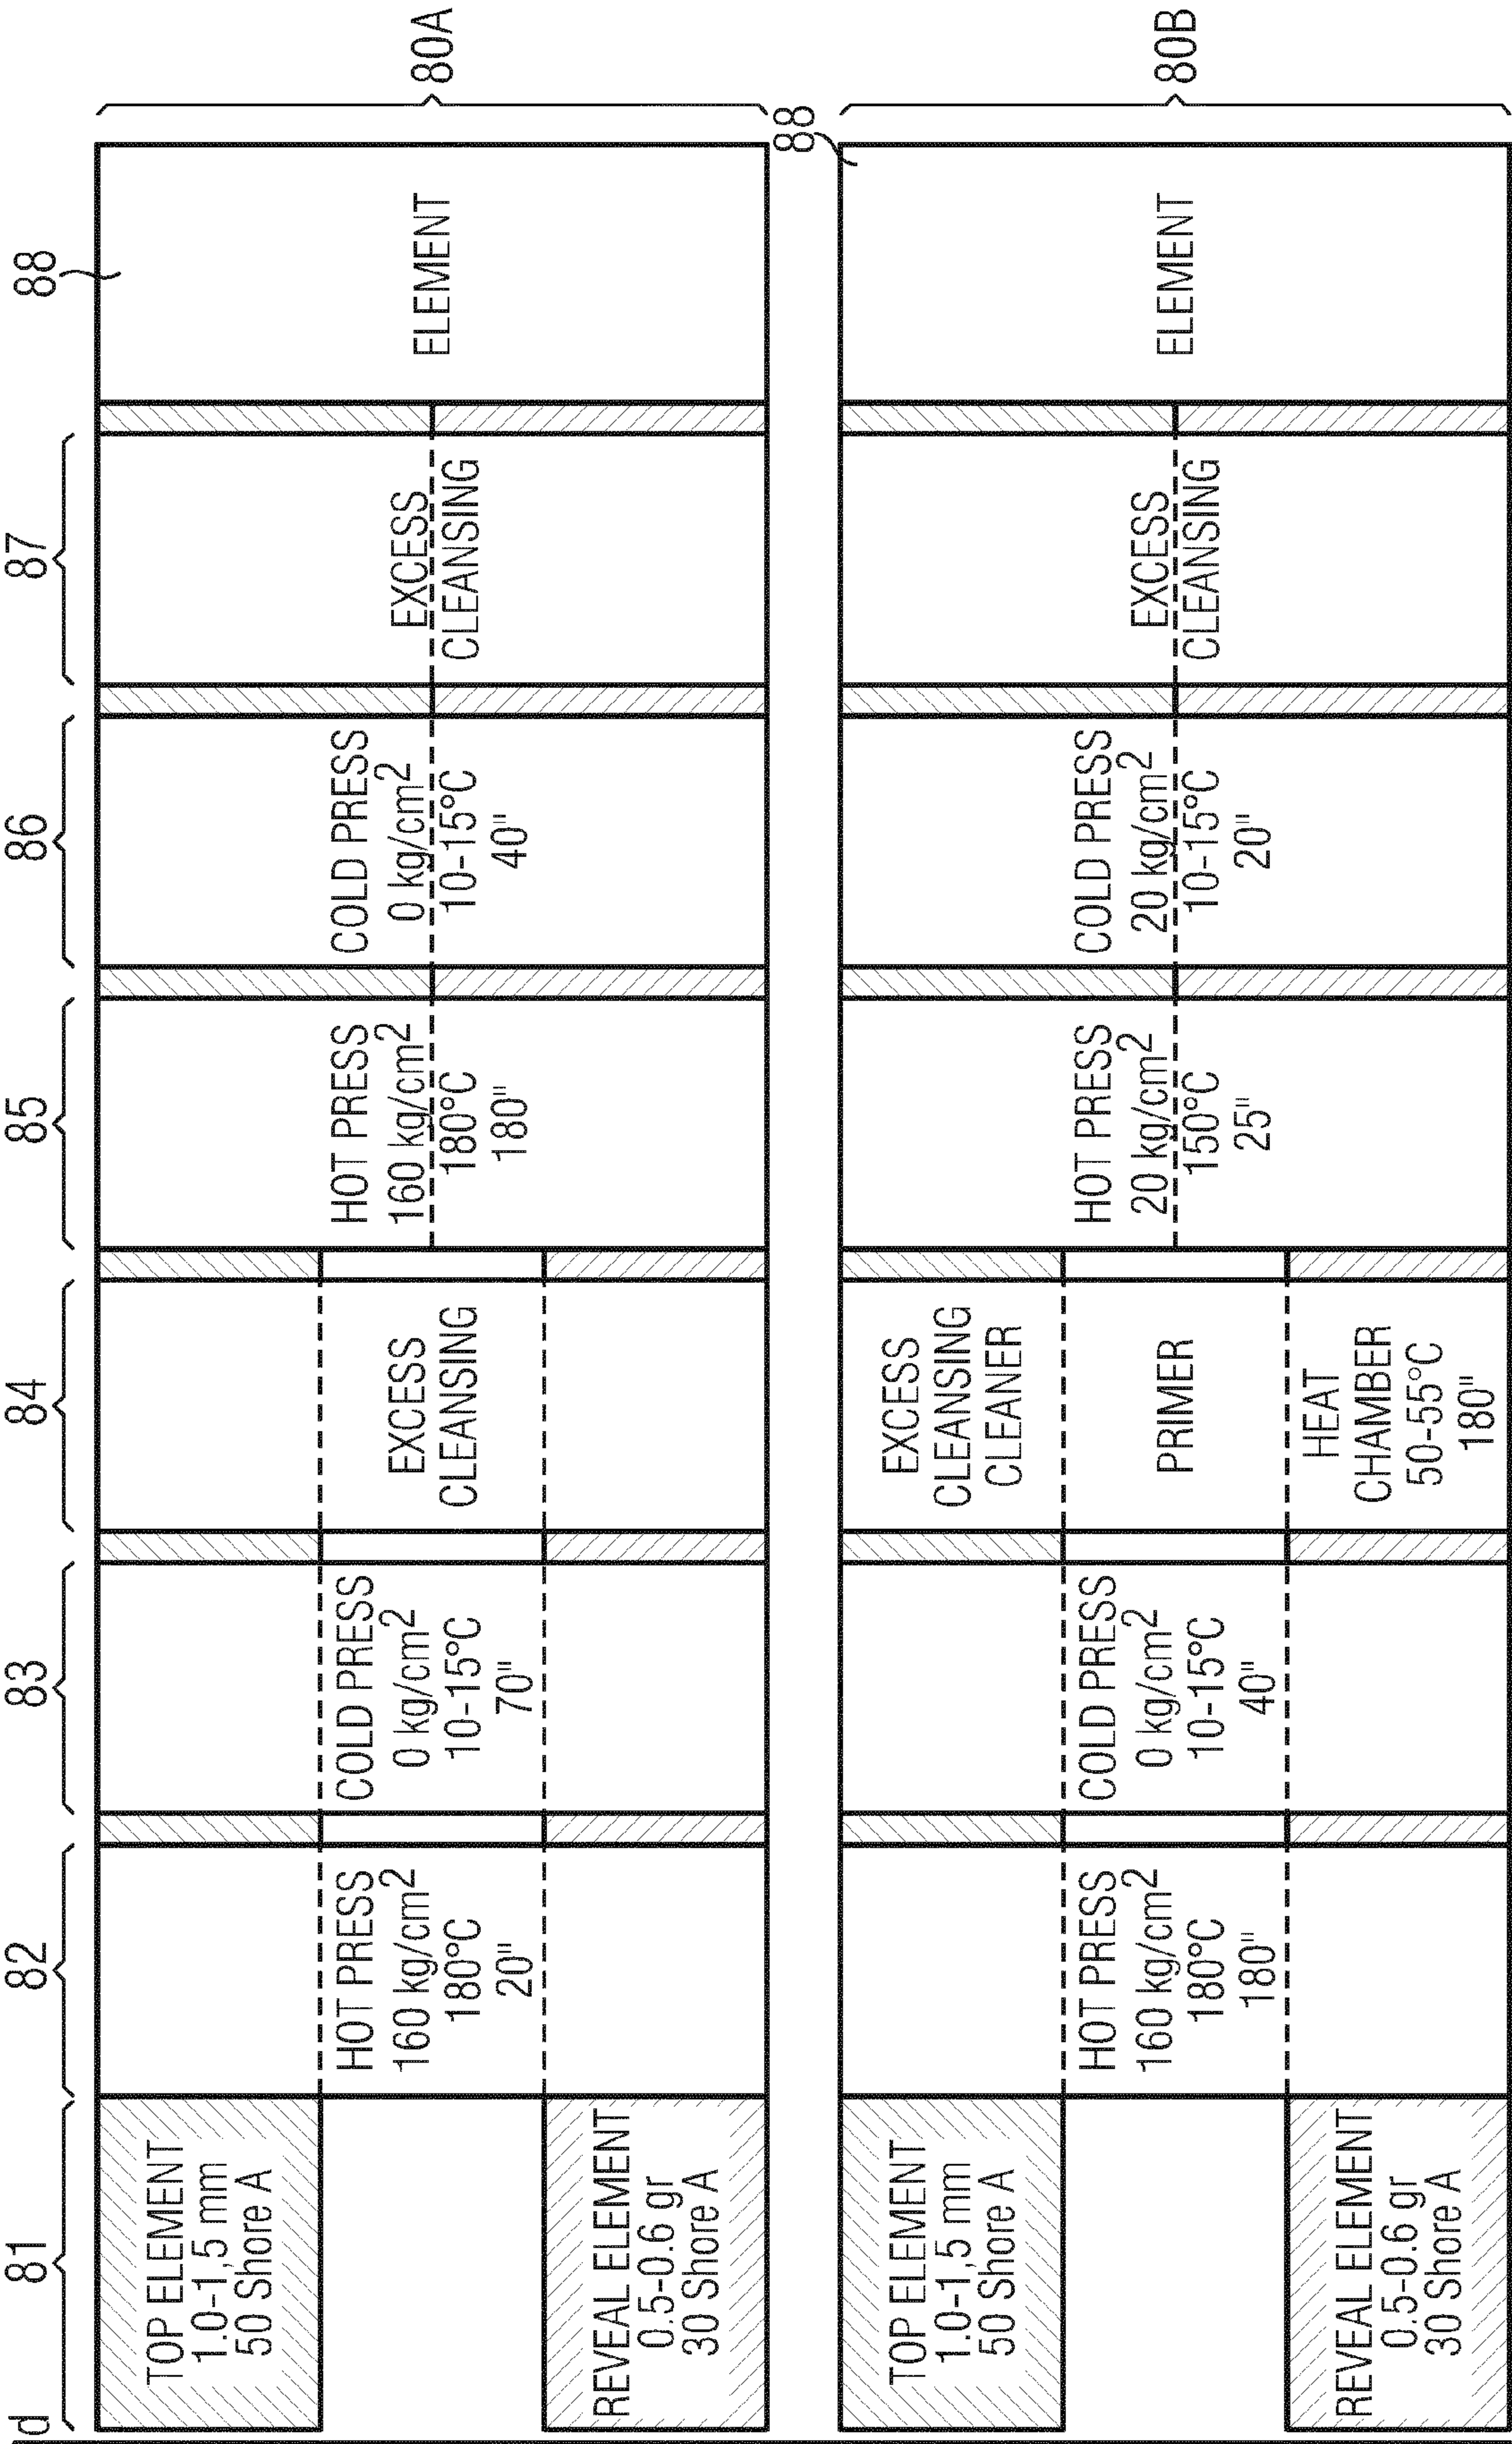 d
81
82
83
84
85
86
87
88
TOP ELEMENT
1.0-1,5 mm
50 Shore A
REVEAL ELEMENT
0.5-0.6 gr
30 Shore A
HOT PRESS
160 kg/cm2
180°C
20"
COLD PRESS
0 kg/cm2
10-15°C
70"
EXCESS
CLEANSING
HOT PRESS
160 kg/cm2
180°C
180"
COLD PRESS
0 kg/cm2
10-15°C
40"
EXCESS
CLEANSING
ELEMENT
80A
88
TOP ELEMENT
1.0-1,5 mm
50 Shore A
REVEAL ELEMENT
0.5-0.6 gr
30 Shore A
HOT PRESS
160 kg/cm2
180°C
180"
COLD PRESS
0 kg/cm2
10-15°C
40"
EXCESS
CLEANSING
CLEANER
PRIMER
HEAT
CHAMBER
50-55°C
180"
HOT PRESS
20 kg/cm2
150°C
25"
COLD PRESS
20 kg/cm2
10-15°C
20"
EXCESS
CLEANSING
ELEMENT
80B